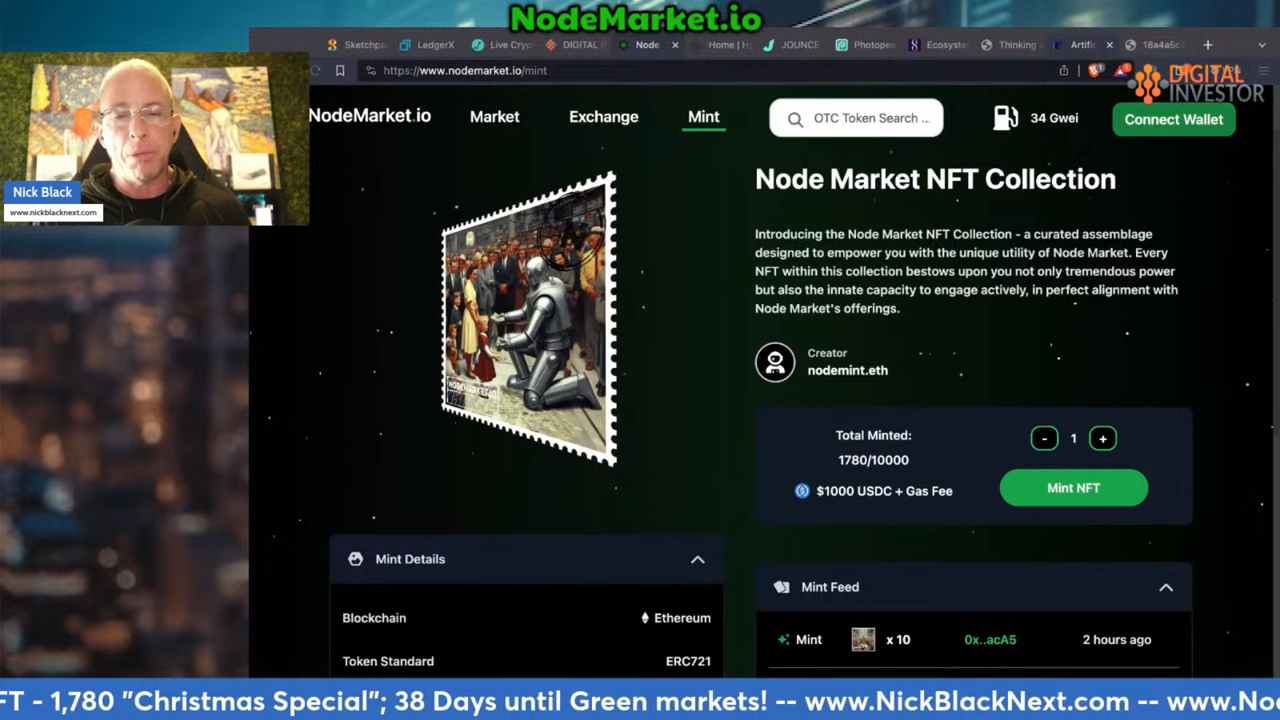 NodeMarket.io
Sketchpa
LedgerX
Live Cryp
DIGITAL
Node
Home | H
JOUNCE
Photopea
Ecosyste
Thinking
Artifi
18a4a5c
https://www.nodemarket.io/mint
DIGITAL
INVESTOR
NodeMarket.io
Market
Exchange
Mint
OTC Token Search ...
34 Gwei
Connect Wallet
Nick Black
www.nickblacknext.com
Node Market NFT Collection
Introducing the Node Market NFT Collection - a curated assemblage
designed to empower you with the unique utility of Node Market. Every
NFT within this collection bestows upon you not only tremendous power
but also the innate capacity to engage actively, in perfect alignment with
Node Market's offerings.
Creator
nodemint.eth
NODEMARKET.IO
Total Minted:
1780/10000
- 1 +
$1000 USDC + Gas Fee
Mint NFT
Mint Details
Blockchain
Ethereum
Token Standard
ERC721
Mint Feed
Mint
x 10
0x..acA5
2 hours ago
FT - 1,780 "Christmas Special"; 38 Days until Green markets! -- www.NickBlackNext.com -- www.No